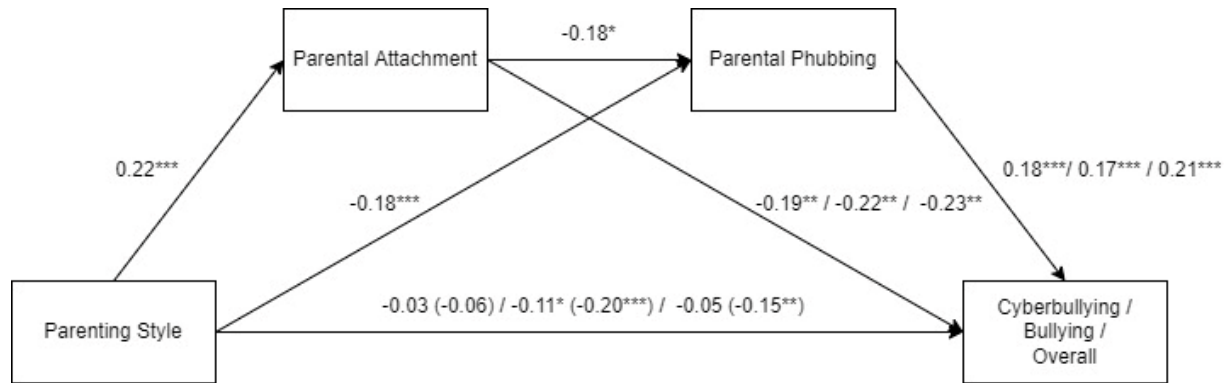 -0.18*
Parental Attachment
Parental Phubbing
0.22***
0.18***/ 0.17*** / 0.21***
-0.18***
-0.19** / -0.22** /  -0.23**
-0.03 (-0.06) / -0.11* (-0.20***) /  -0.05 (-0.15**)
Parenting Style
Cyberbullying /
Bullying /
Overall